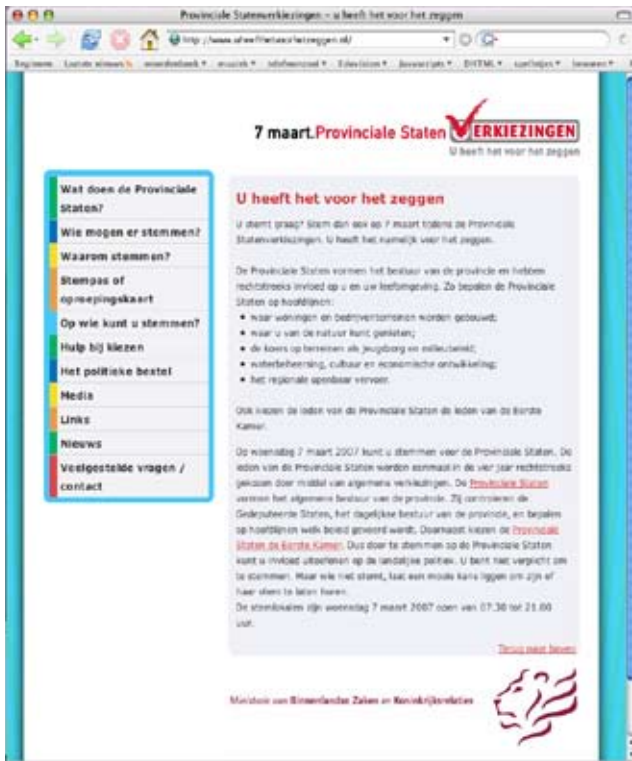 Provinciale Statenverkiezingen – u heeft het voor het zeggen
http://www.uheefthetvoorhetzeggen.nl/
Beginnen Laatste nieuws woordenboek muziek telefoongids Television Javascripts DHTML spelletjes
7 maart.Provinciale Staten VERKIEZINGEN
U heeft het voor het zeggen
Wat doen de Provinciale
Staten?
Wie mogen er stemmen?
Waarom stemmen?
Stempas of
oproepingskaart
Op wie kunt u stemmen?
Hulp bij kiezen
Het politieke bestel
Media
Links
Nieuws
Veelgestelde vragen /
contact
U heeft het voor het zeggen
U stemt graag? Stem dan ook op 7 maart tijdens de Provinciale
Statenverkiezingen. U heeft het namelijk voor het zeggen.
De Provinciale Staten vormen het bestuur van de provincie en hebben
rechtstreeks invloed op u en uw leefomgeving. Zo bepalen de Provinciale
Staten op hoofdlijnen:
• waar woningen en bedrijventerreinen worden gebouwd;
• waar u van de natuur kunt genieten;
• de koers op terreinen als jeugdzorg en milieubeleid;
• waterbeheersing, cultuur en economische ontwikkeling;
• het regionale openbaar vervoer.
Ook kiezen de leden van de Provinciale Staten de leden van de Eerste
Kamer.
Op woensdag 7 maart 2007 kunt u stemmen voor de Provinciale Staten. De
leden van de Provinciale Staten worden eenmaal in de vier jaar rechtstreeks
gekozen door middel van algemene verkiezingen. De Provinciale Staten
vormen het algemeen bestuur van de provincie. Zij controleren de
Gedeputeerde Staten, het dagelijkse bestuur van de provincie, en bepalen
op hoofdlijnen welk beleid gevoerd wordt. Daarnaast kiezen de Provinciale
Staten de Eerste Kamer. Dus door te stemmen op de Provinciale Staten
kunt u invloed uitoefenen op de landelijke politiek. U bent niet verplicht om
te stemmen. Maar wie niet stemt, laat een mooie kans liggen om zijn of
haar stem te laten horen.
De stemlokalen zijn woensdag 7 maart 2007 open van 07.30 tot 21.00
uur.
Terug naar boven
Ministerie van Binnenlandse Zaken en Koninkrijksrelaties